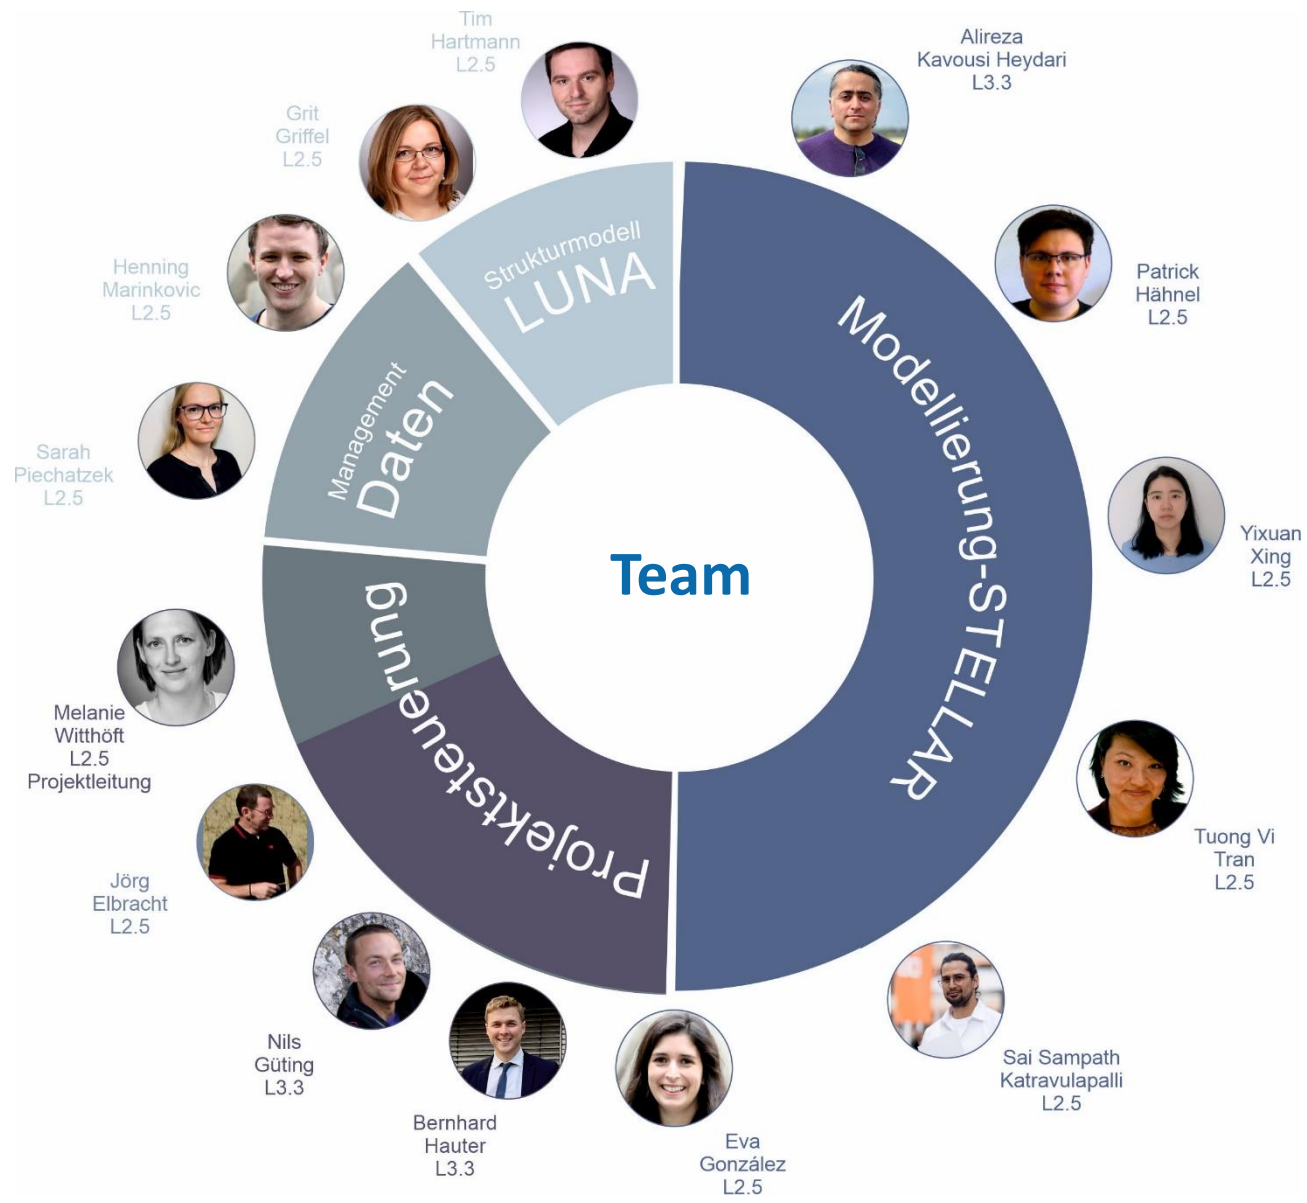 Tim
Hartmann
L2.5
Alireza
Kavousi Heydari
L3.3
Grit
Griffel
L2.5
Patrick
Hähnel
L2.5
Henning
Marinkovic
L2.5
Strukturmodell
LUNA
Modellierung-STELLAR
Management
Daten
Sarah
Piechatzek
L2.5
Yixuan
Xing
L2.5
Team
Projektsteuerung
Melanie
Witthöft
L2.5
Projektleitung
Tuong Vi
Tran
L2.5
Jörg
Elbracht
L2.5
Nils
Güting
L3.3
Sai Sampath
Katravulapalli
L2.5
Bernhard
Hauter
L3.3
Eva
González
L2.5